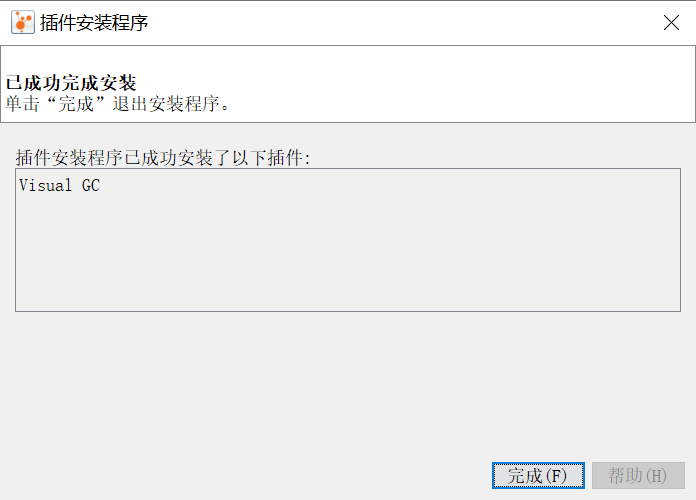 插件安装程序
已成功完成安装
单击“完成”退出安装程序。
插件安装程序已成功安装了以下插件:
Visual GC
完成(F)
帮助(H)